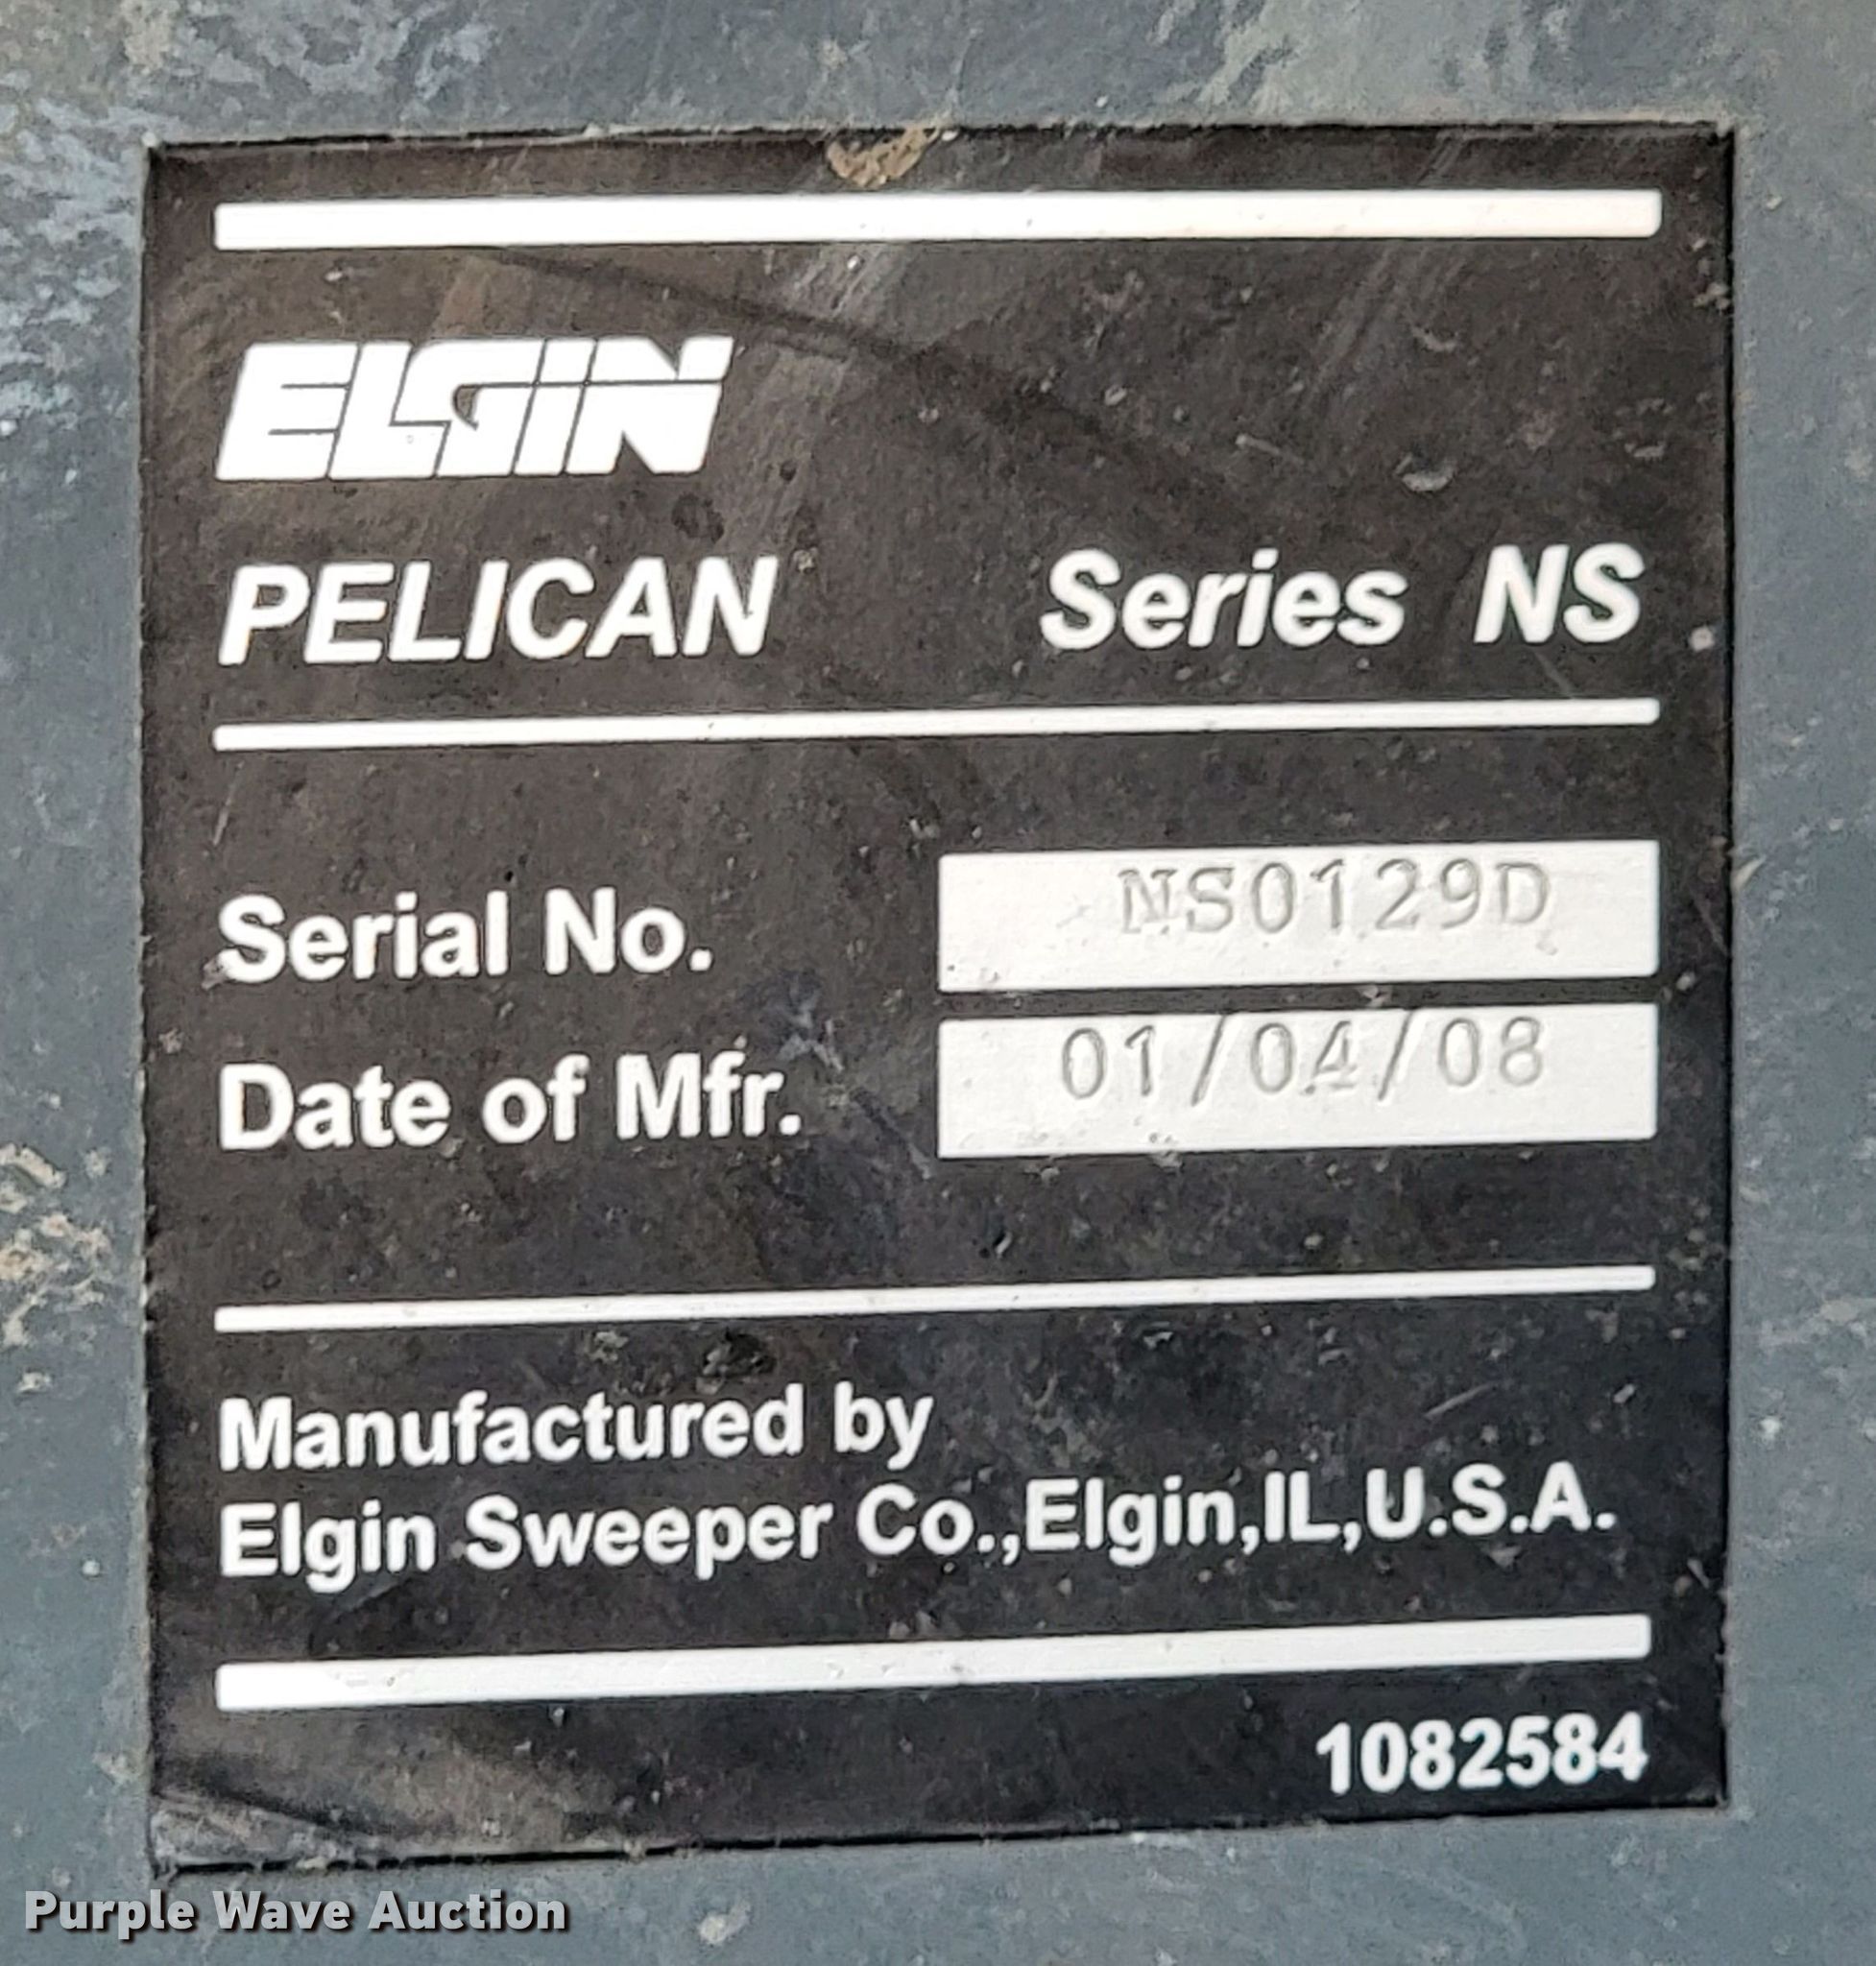 ELGIN
PELICAN Series NS
Serial No. NS0129D
Date of Mfr. 01/04/08
Manufactured by
Elgin Sweeper Co.,Elgin,IL,U.S.A.
1082584
Purple Wave Auction